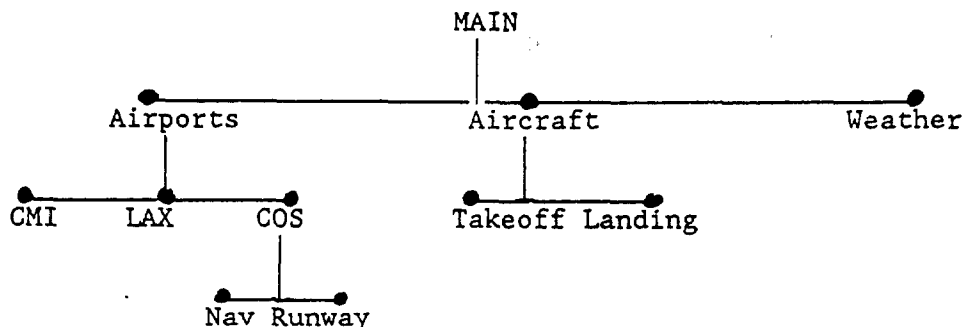 MAIN
Airports Aircraft Weather
CMI LAX COS Takeoff Landing
Nav Runway